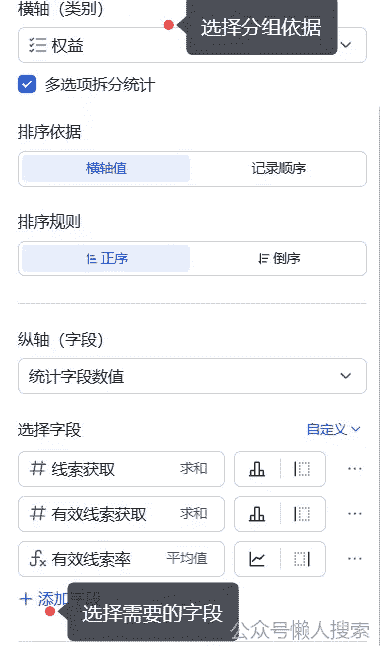 横轴（类别）
选择分组依据
权益
多选项拆分统计
排序依据
横轴值 记录顺序
排序规则
正序 倒序
纵轴（字段）
统计字段数值
选择字段 自定义
线索获取 求和
有效线索获取 求和
有效线索率 平均值
+ 添加字段
选择需要的字段
公众号懒人搜索